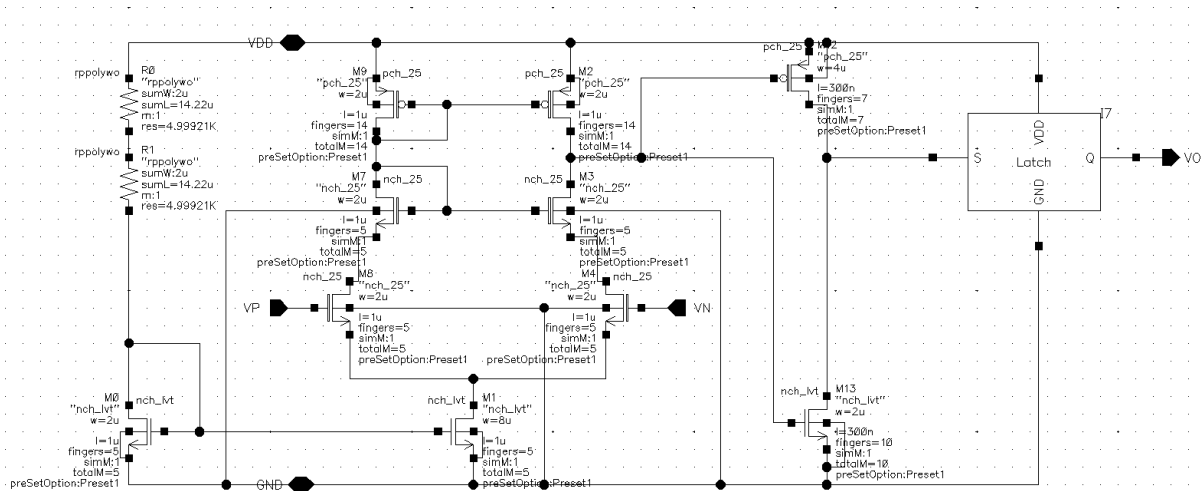 VDD
rppolywo
R0
"rppolywo"
sumW:2u
sumL=14.22u
m:1
res=4.99921K
rppolywo
R1
"rppolywo"
sumW:2u
sumL=14.22u
m:1
res=4.99921K
M9
pch_25
"pch_25"
w=2u
l=1u
fingers=14
simM:1
totalM=14
preSetOption:Preset1
M2
pch_25
"pch_25"
w=2u
l=1u
fingers=14
simM:1
totalM=14
preSetOption:Preset1
M7
nch_25
"nch_25"
w=2u
l=1u
fingers=5
simM:1
totalM=5
preSetOption:Preset1
nch_25
M3
"nch_25"
w=2u
l=1u
fingers=5
simM:1
totalM=5
preSetOption:Preset1
VP
nch_25
M8
"nch_25"
w=2u
l=1u
fingers=5
simM:1
totalM=5
preSetOption:Preset1
M4
nch_25
"nch_25"
w=2u
VN
l=1u
fingers=5
simM:1
totalM=5
preSetOption:Preset1
M0
nch_lvt
"nch_lvt"
w=2u
l=1u
fingers=5
simM:1
totalM=5
preSetOption:Preset1
nch_lvt
M1
"nch_lvt"
w=8u
l=1u
fingers=5
simM:1
totalM=5
preSetOption:Preset1
GND
pch_25
"pch_25"
w=4u
l=300n
fingers=7
simM:1
totalM=7
preSetOption:Preset1
nch_lvt
M13
"nch_lvt"
w=2u
l=300n
fingers=10
simM:1
totalM=10
preSetOption:Preset1
I7
VDD
S
Latch
Q
GND
VO